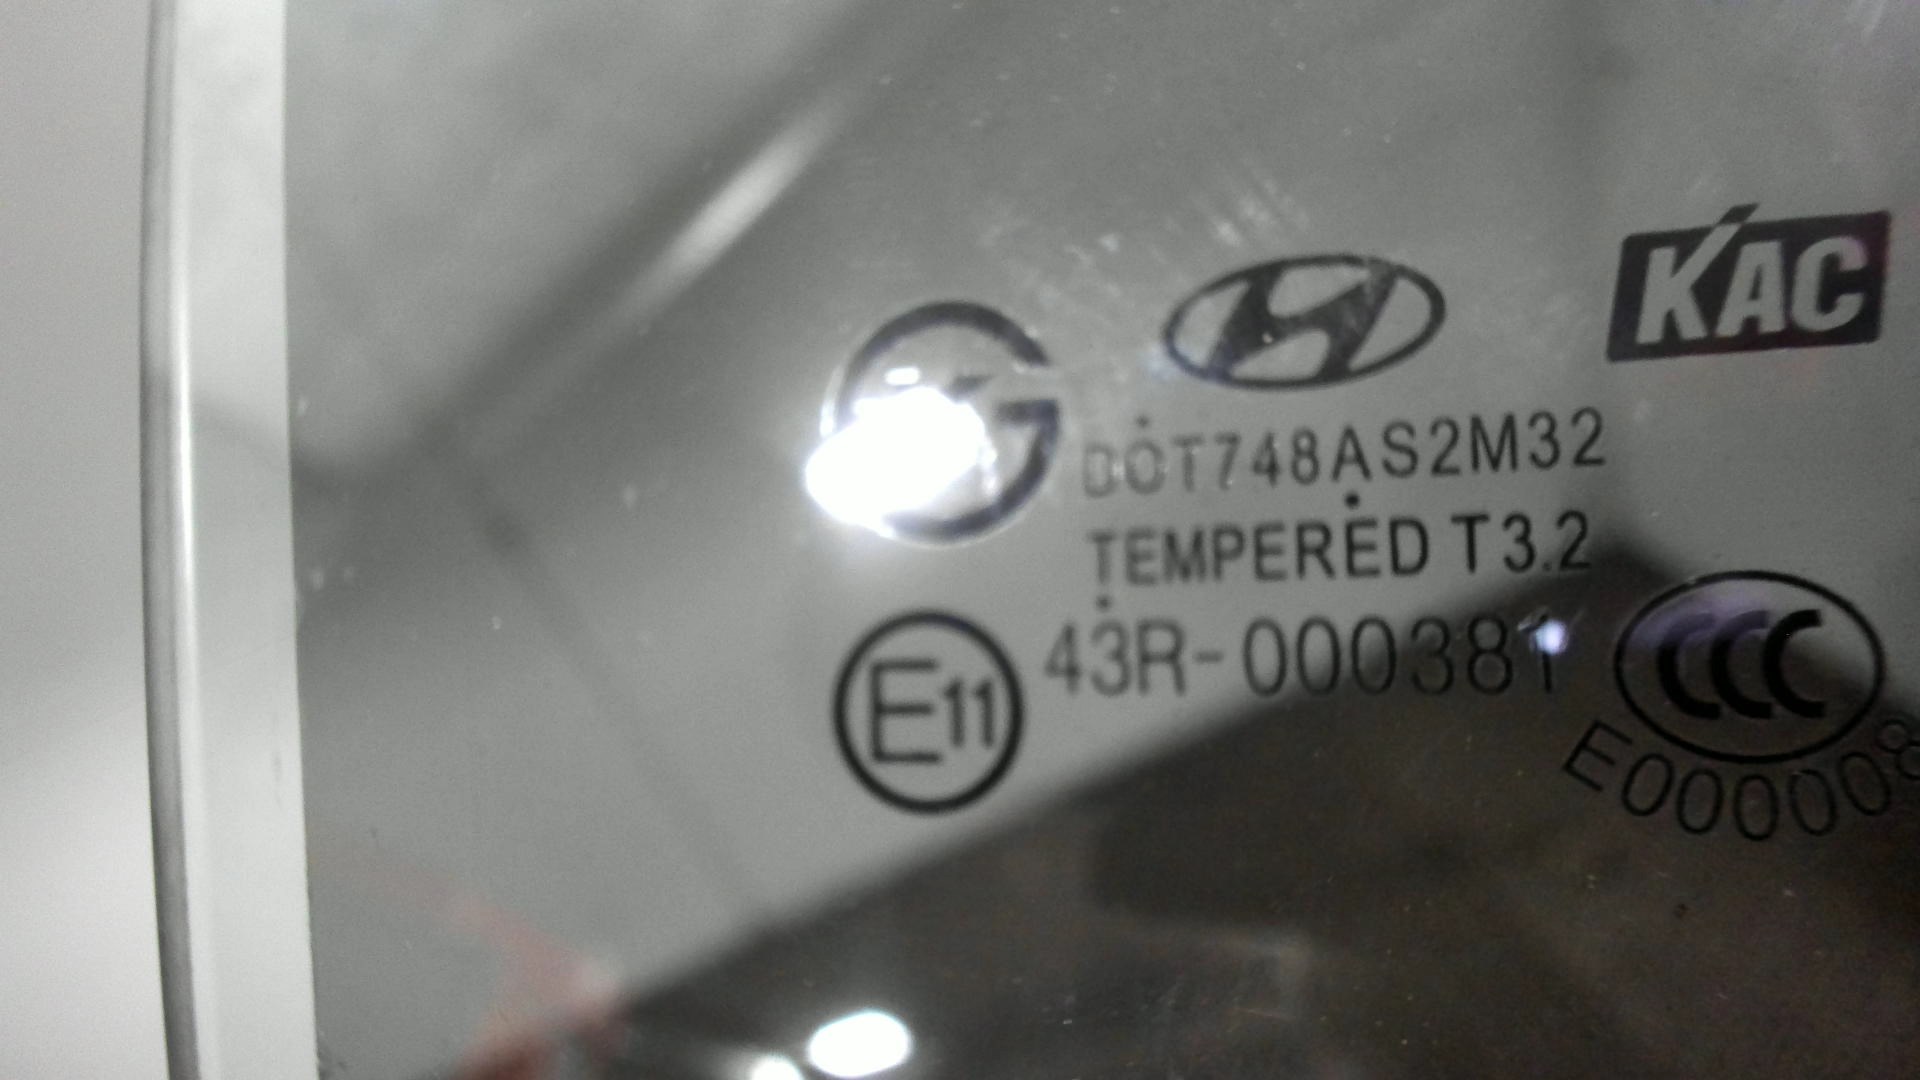 KAC
DOT748AS2M32
TEMPERED T3.2
E11 43R-000381
CCC
E000008